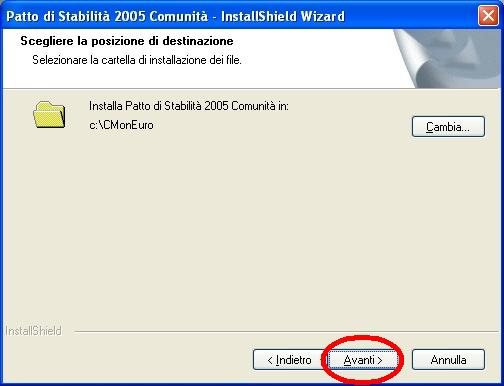 Patto di Stabilità 2005 Comunità - InstallShield Wizard
Scegliere la posizione di destinazione
Selezionare la cartella di installazione dei file.
Installa Patto di Stabilità 2005 Comunità in:
c:\CMonEuro
Cambia...
InstallShield
< Indietro
Avanti >
Annulla